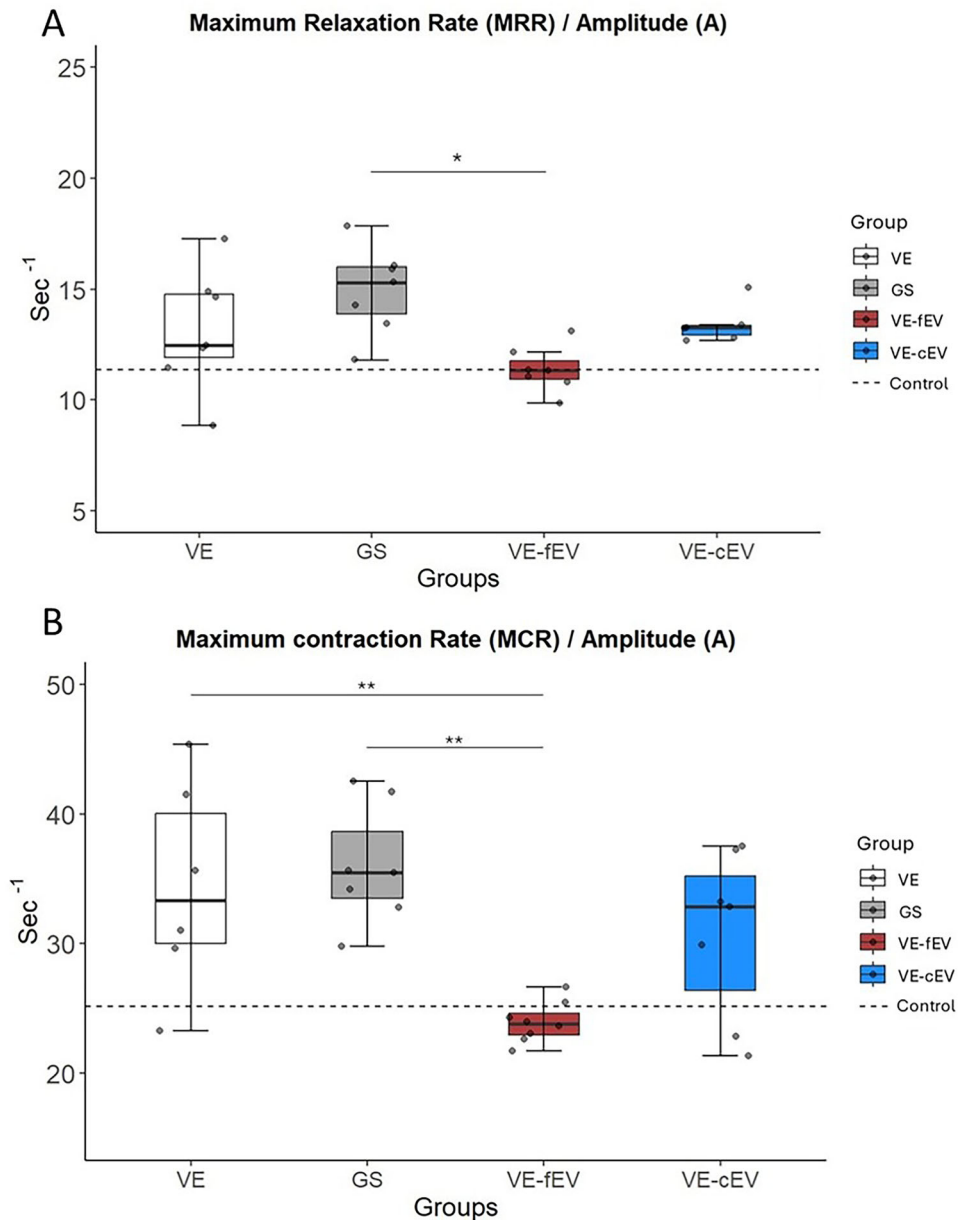 A
Maximum Relaxation Rate (MRR) / Amplitude (A)
25
20
15
10
5
Sec⁻¹
*
VE
GS
VE-fEV
VE-cEV
Groups
Group
VE
GS
VE-fEV
VE-cEV
Control
B
Maximum contraction Rate (MCR) / Amplitude (A)
50
40
30
20
Sec⁻¹
**
**
VE
GS
VE-fEV
VE-cEV
Groups
Group
VE
GS
VE-fEV
VE-cEV
Control